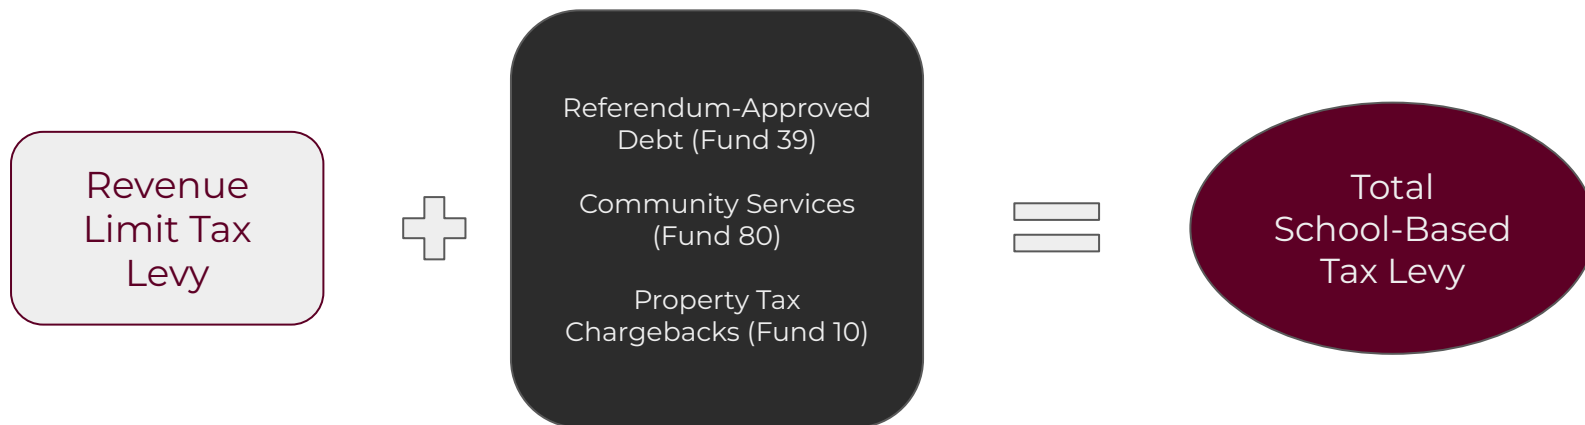 Revenue
Limit Tax
Levy
Referendum-Approved
Debt (Fund 39)
Community Services
(Fund 80)
Property Tax
Chargebacks (Fund 10)
Total
School-Based
Tax Levy